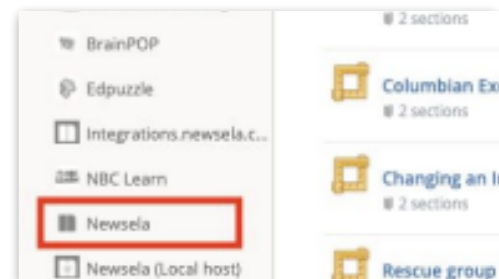 BrainPOP
Edpuzzle
Integrations.newsela.c...
NBC Learn
Newsela
Newsela (Local host)
2 sections
Columbian Ex
2 sections
Changing an I
2 sections
Rescue group